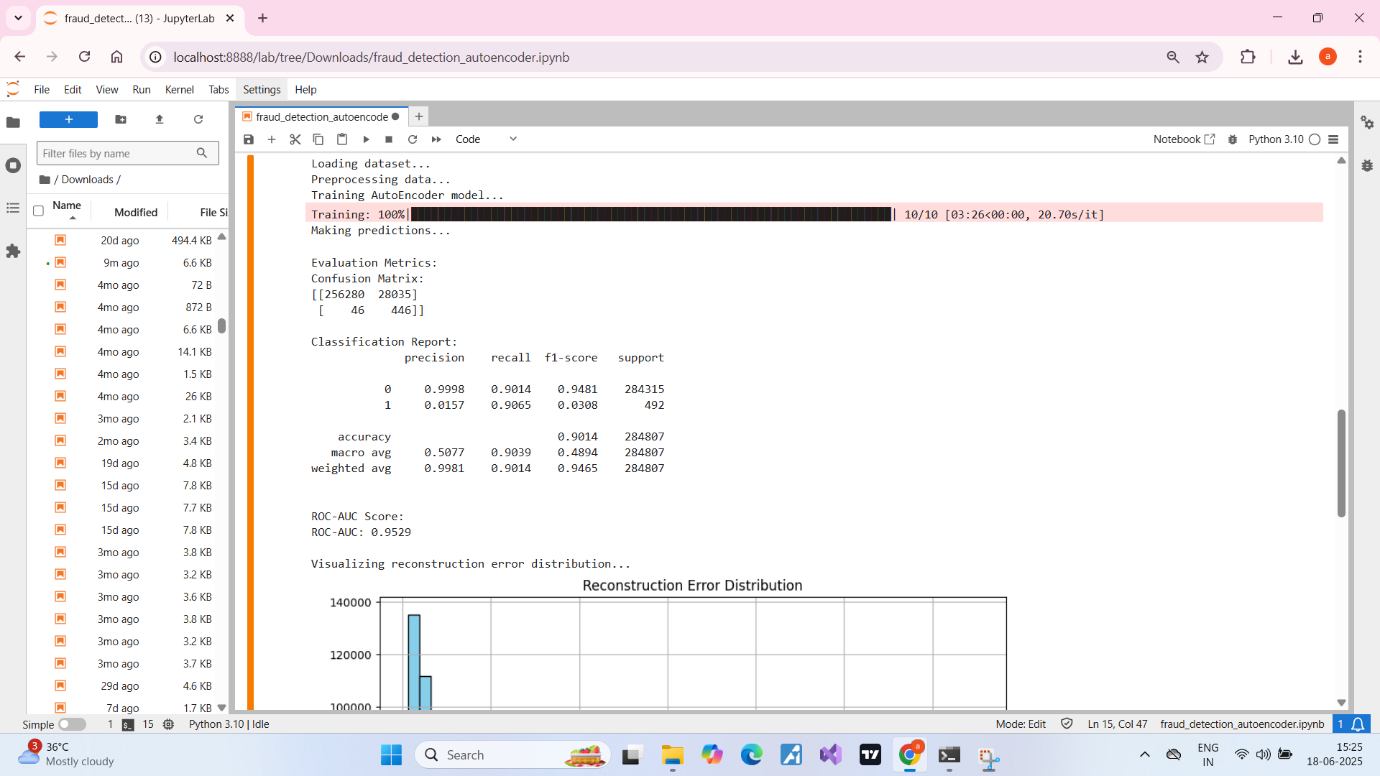 fraud_detect... (13) - JupyterLab
localhost:8888/lab/tree/Downloads/fraud_detection_autoencoder.ipynb
a
File Edit View Run Kernel Tabs Settings Help
fraud_detection_autoencode
Filter files by name
Code
Notebook
Python 3.10
/ Downloads /
Name Modified File Si
20d ago 494.4 KB
9m ago 6.6 KB
4mo ago 72 B
4mo ago 872 B
4mo ago 6.6 KB
4mo ago 14.1 KB
4mo ago 1.5 KB
4mo ago 26 KB
3mo ago 2.1 KB
2mo ago 3.4 KB
19d ago 4.8 KB
15d ago 7.8 KB
15d ago 7.7 KB
15d ago 7.8 KB
3mo ago 3.8 KB
3mo ago 3.2 KB
3mo ago 3.6 KB
3mo ago 3.8 KB
3mo ago 3.2 KB
3mo ago 3.7 KB
29d ago 4.6 KB
7d ago 1.7 KB
Loading dataset...
Preprocessing data...
Training AutoEncoder model...
Training: 100%| | 10/10 [03:26<00:00, 20.70s/it]
Making predictions...
Evaluation Metrics:
Confusion Matrix:
[[256280 28035]
[ 46 446]]
Classification Report:
precision recall f1-score support
0 0.9998 0.9014 0.9481 284315
1 0.0157 0.9065 0.0308 492
accuracy 0.9014 284807
macro avg 0.5077 0.9039 0.4894 284807
weighted avg 0.9981 0.9014 0.9465 284807
ROC-AUC Score:
ROC-AUC: 0.9529
Visualizing reconstruction error distribution...
Reconstruction Error Distribution
140000
120000
100000
Simple 1 15 Python 3.10 | Idle
Mode: Edit Ln 15, Col 47 fraud_detection_autoencoder.ipynb 1
3
36°C
Mostly cloudy
Search
a
ENG
IN
15:25
18-06-2025